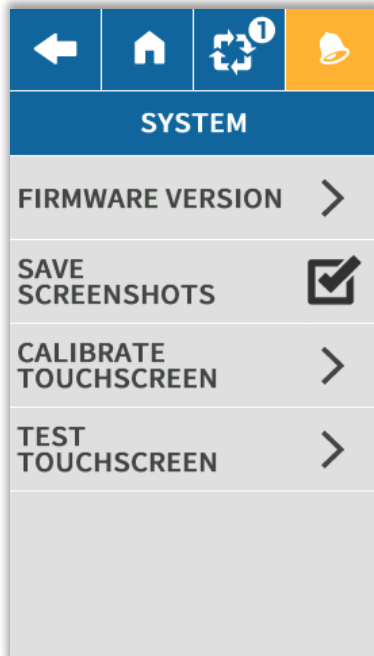 1
SYSTEM
FIRMWARE VERSION
SAVE
SCREENSHOTS
CALIBRATE
TOUCHSCREEN
TEST
TOUCHSCREEN